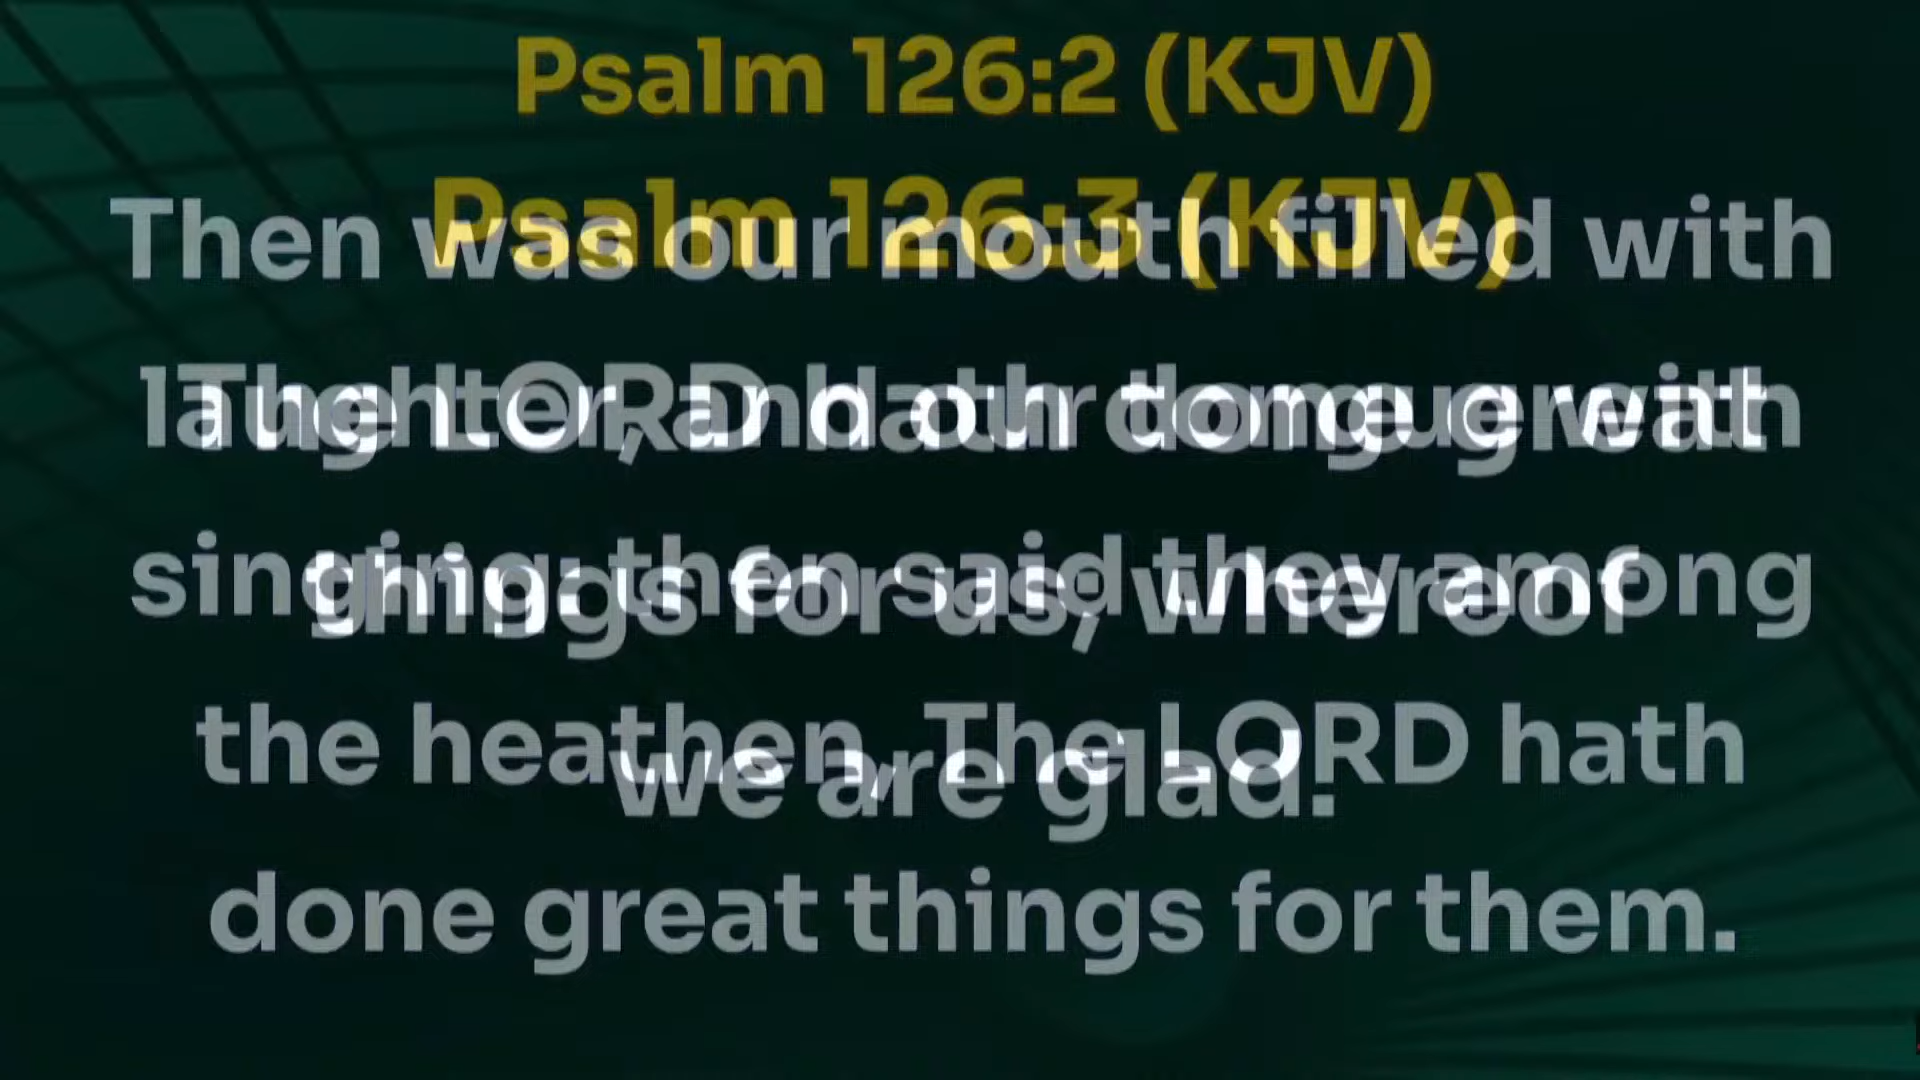 Psalm 126:2 (KJV)
Then was our mouth filled with
laughter, and our tongue with
singing: then said they among
the heathen, The LORD hath
done great things for them.
Psalm 126:3 (KJV)
The LORD hath done great
things for us; whereof
we are glad.